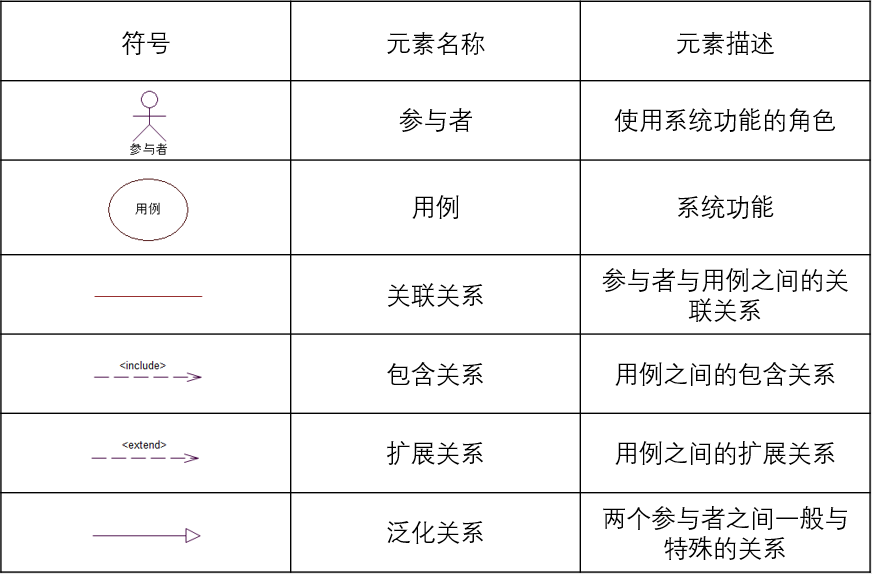 符号
元素名称
元素描述
参与者
参与者
使用系统功能的角色
用例
用例
系统功能
关联关系
参与者与用例之间的关
联关系
<include>
包含关系
用例之间的包含关系
<extend>
扩展关系
用例之间的扩展关系
泛化关系
两个参与者之间一般与
特殊的关系